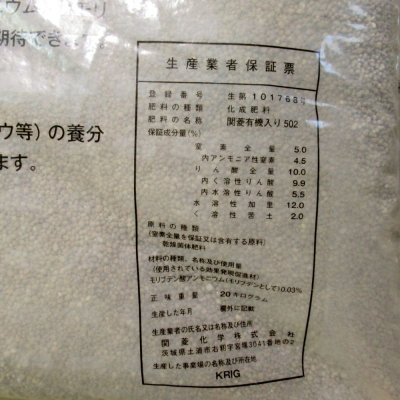 期待できます。
ウ等）の養分
ます。
生産業者保証票
登録番号 生第101768号
肥料の種類 化成肥料
肥料の名称 関菱有機入り502
保証成分量(%)
窒素全量 5.0
内アンモニア性窒素 4.5
りん酸全量 10.0
内く溶性りん酸 9.9
内水溶性りん酸 5.5
水溶性加里 12.0
く溶性苦土 2.0
原料の種類
(窒素全量を保証又は含有する原料)
乾燥菌体肥料
材料の種類、名称及び使用量
(使用されている効果発現促進材)
モリブデン酸アンモニウム(モリブデンとして)0.03%
正味重量 20キログラム
生産した年月 欄外に記載
生産業者の氏名又は名称及び住所
関菱化学株式会社
茨城県土浦市右籾字宮塚3041番地の2
生産した事業場の名称及び所在地
KRIG